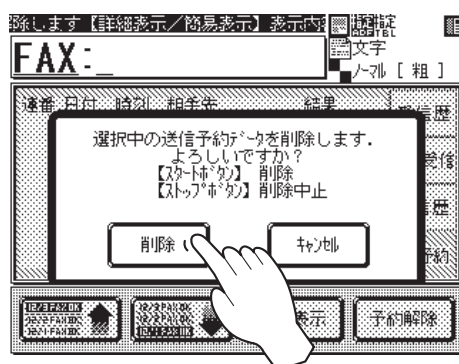 除します【詳細表示／簡易表示】表示内
指定
FAX:_
文字
ﾉｰﾏﾙ [ 粗 ]
連番 日付 時刻 相手先 結果
選択中の送信予約ﾃﾞｰﾀを削除します.
よろしいですか?
【ｽﾀｰﾄﾎﾞﾀﾝ】 削除
【ｽﾄｯﾌﾟﾎﾞﾀﾝ】 削除中止
削除
ｷｬﾝｾﾙ
表示
予約解除